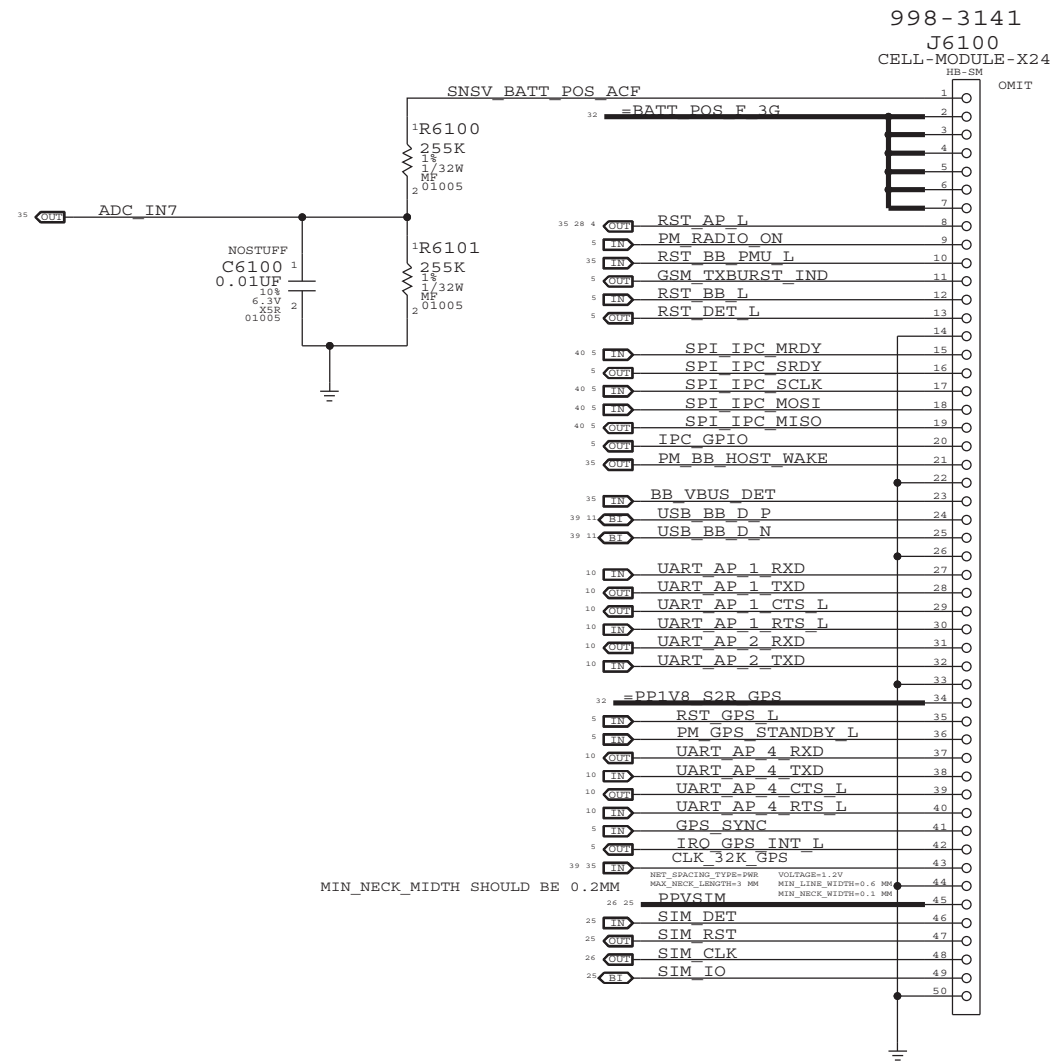 998-3141
J6100
CELL-MODULE-X24
HB-SM
OMIT
SNSV_BATT_POS_ACF 1
32 =BATT_POS_F_3G 2
3
4
5
6
7
1 R6100
255K
1%
1/32W
MF
2 01005
35 OUT ADC_IN7
NOSTUFF
C6100 1
0.01UF
10%
6.3V
X5R 2
01005
1 R6101
255K
1%
1/32W
MF
2 01005
35 28 4 OUT RST_AP_L 8
5 IN PM_RADIO_ON 9
35 IN RST_BB_PMU_L 10
5 OUT GSM_TXBURST_IND 11
5 IN RST_BB_L 12
5 OUT RST_DET_L 13
14
40 5 IN SPI_IPC_MRDY 15
5 OUT SPI_IPC_SRDY 16
40 5 IN SPI_IPC_SCLK 17
40 5 IN SPI_IPC_MOSI 18
40 5 OUT SPI_IPC_MISO 19
5 OUT IPC_GPIO 20
35 OUT PM_BB_HOST_WAKE 21
22
35 IN BB_VBUS_DET 23
39 11 BI USB_BB_D_P 24
39 11 BI USB_BB_D_N 25
26
10 IN UART_AP_1_RXD 27
10 OUT UART_AP_1_TXD 28
10 OUT UART_AP_1_CTS_L 29
10 IN UART_AP_1_RTS_L 30
10 OUT UART_AP_2_RXD 31
10 IN UART_AP_2_TXD 32
33
32 =PP1V8_S2R_GPS 34
5 IN RST_GPS_L 35
5 IN PM_GPS_STANDBY_L 36
10 OUT UART_AP_4_RXD 37
10 IN UART_AP_4_TXD 38
10 OUT UART_AP_4_CTS_L 39
10 IN UART_AP_4_RTS_L 40
5 IN GPS_SYNC 41
5 OUT IRQ_GPS_INT_L 42
39 35 IN CLK_32K_GPS 43
NET_SPACING_TYPE=PWR VOLTAGE=1.2V
MIN_NECK_MIDTH SHOULD BE 0.2MM MAX_NECK_LENGTH=3 MM MIN_LINE_WIDTH=0.6 MM 44
MIN_NECK_WIDTH=0.1 MM
26 25 PPVSIM 45
25 IN SIM_DET 46
25 OUT SIM_RST 47
26 OUT SIM_CLK 48
25 BI SIM_IO 49
50